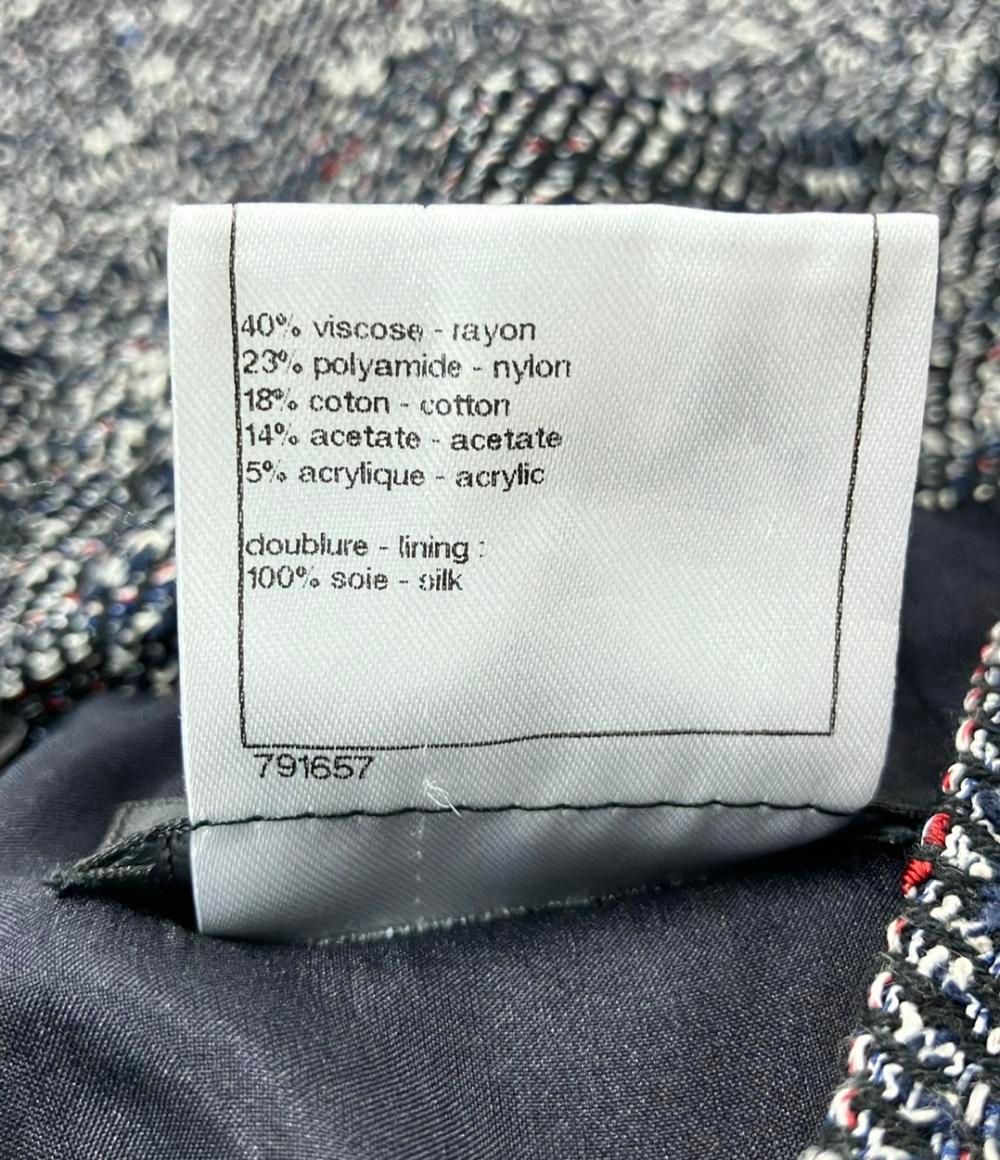 40% viscose - rayon
23% polyamide - nylon
18% coton - cotton
14% acetate - acetate
5% acrylique - acrylic
doublure - lining :
100% soie - silk
791657